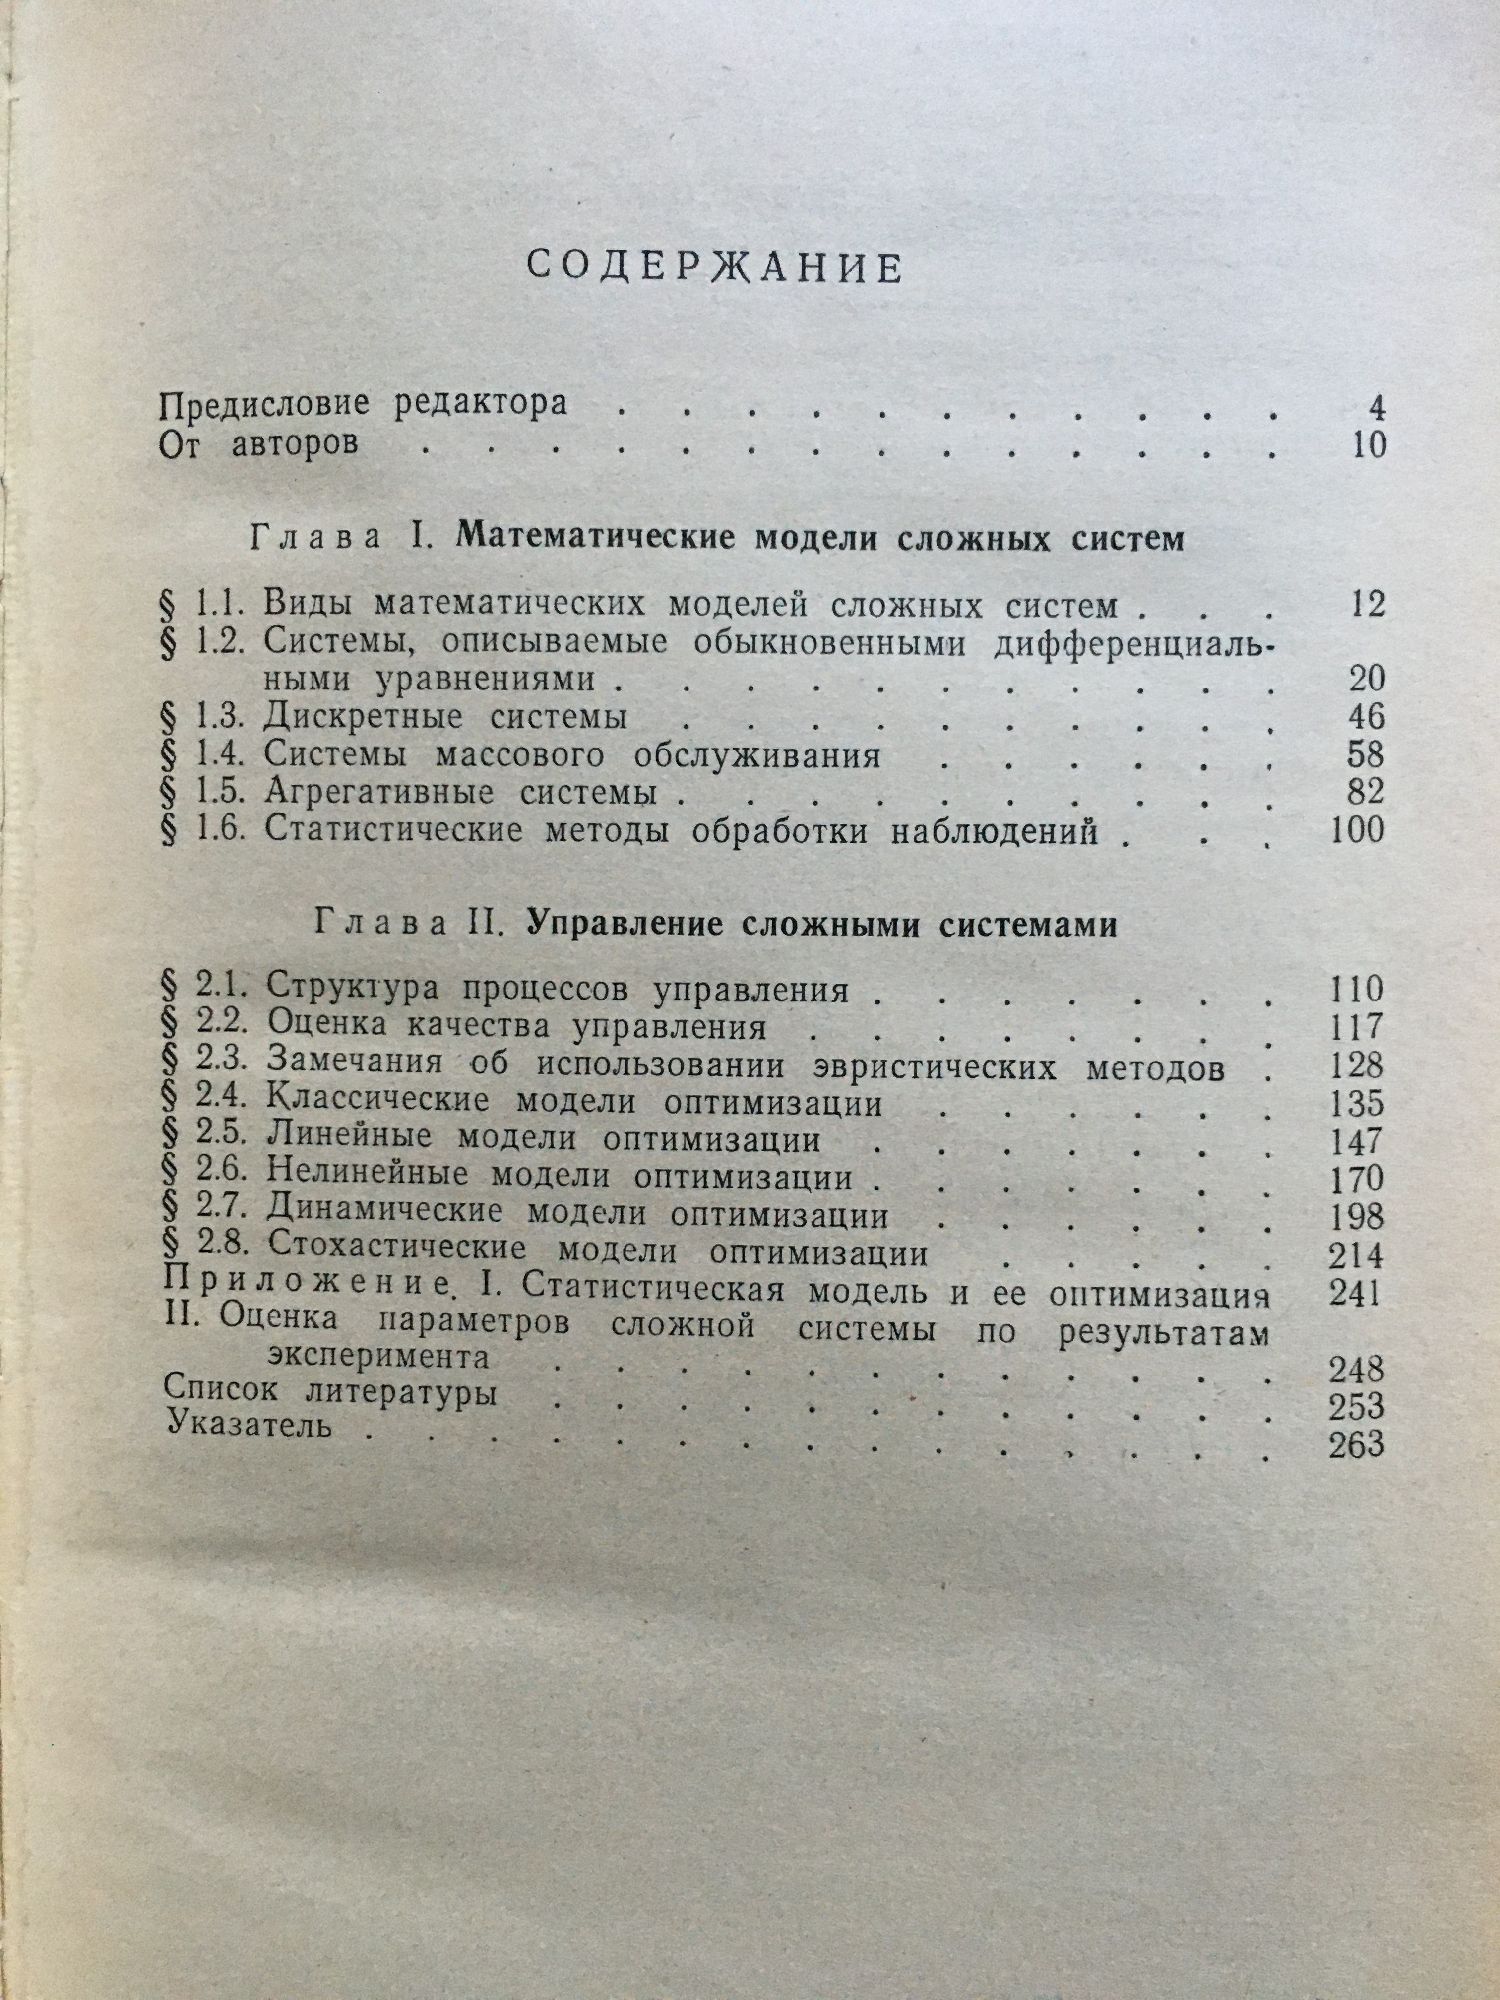 СОДЕРЖАНИЕ
Предисловие редактора . . . . . . . . . . . 4
От авторов . . . . . . . . . . . . . . 10
Глава I. Математические модели сложных систем
§ 1.1. Виды математических моделей сложных систем . . . 12
§ 1.2. Системы, описываемые обыкновенными дифференциаль-
ными уравнениями . . . . . . . . . . . 20
§ 1.3. Дискретные системы . . . . . . . . . . 46
§ 1.4. Системы массового обслуживания . . . . . . 58
§ 1.5. Агрегативные системы . . . . . . . . . . 82
§ 1.6. Статистические методы обработки наблюдений . . . 100
Глава II. Управление сложными системами
§ 2.1. Структура процессов управления . . . . . . . 110
§ 2.2. Оценка качества управления . . . . . . . . 117
§ 2.3. Замечания об использовании эвристических методов . 128
§ 2.4. Классические модели оптимизации . . . . . . 135
§ 2.5. Линейные модели оптимизации . . . . . . . 147
§ 2.6. Нелинейные модели оптимизации . . . . . . . 170
§ 2.7. Динамические модели оптимизации . . . . . . 198
§ 2.8. Стохастические модели оптимизации . . . . . 214
Приложение. I. Статистическая модель и ее оптимизация 241
II. Оценка параметров сложной системы по результатам
эксперимента . . . . . . . . . . . . 248
Список литературы . . . . . . . . . . . . 253
Указатель . . . . . . . . . . . . . . . 263